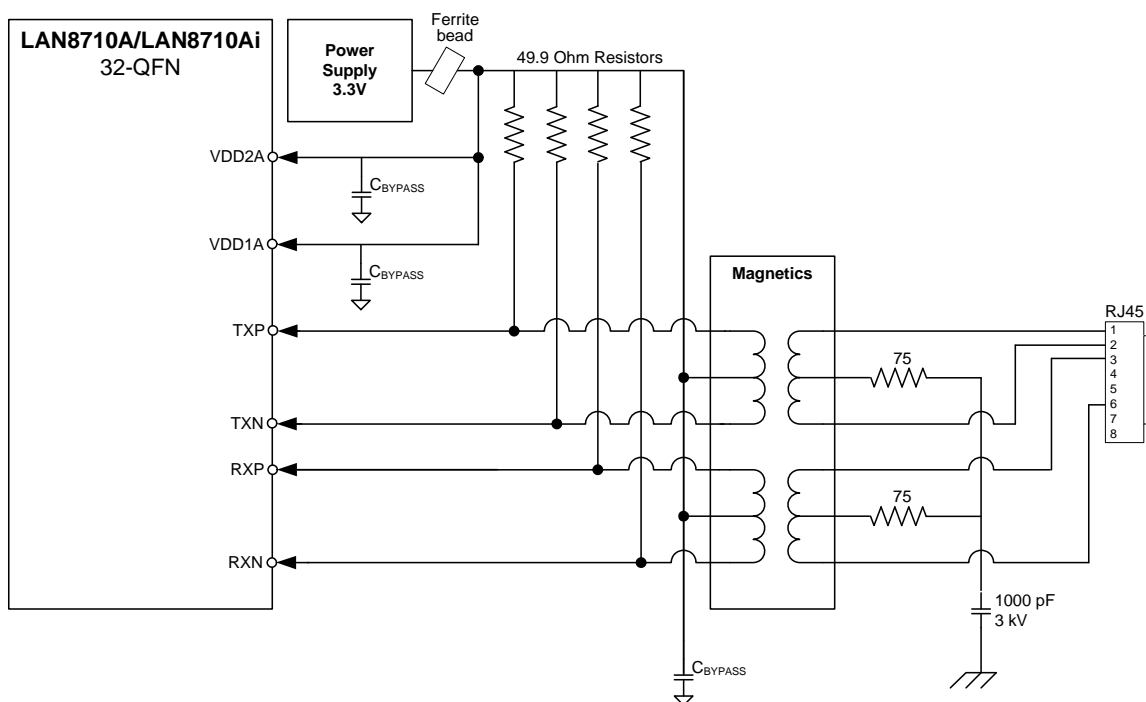 LAN8710A/LAN8710Ai
32-QFN
Power
Supply
3.3V
Ferrite
bead
49.9 Ohm Resistors
VDD2A
CBYPASS
VDD1A
CBYPASS
Magnetics
TXP
RJ45
1
2
3
4
5
6
7
8
75
TXN
RXP
75
RXN
1000 pF
3 kV
CBYPASS